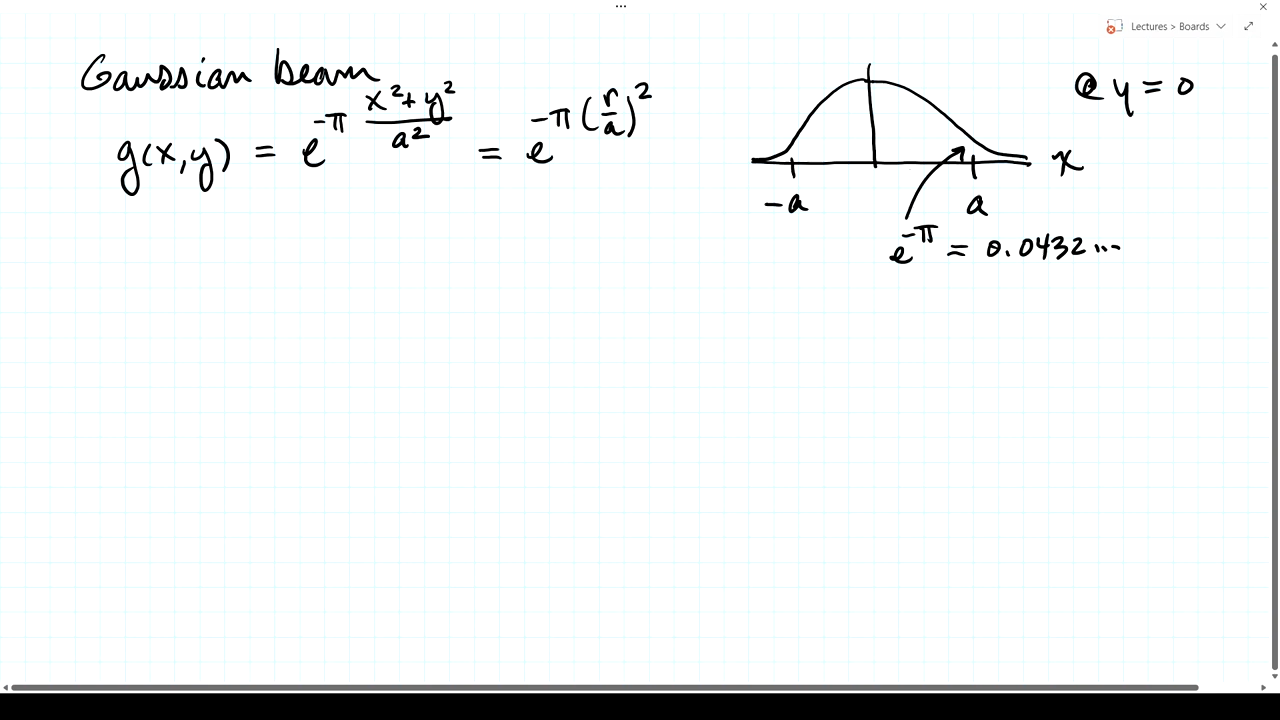 Lectures > Boards
Gaussian beam
@ y = 0
g(x,y) = e^{-π (x²+y²)/a²} = e^{-π (r/a)²}
x
-a
a
e^{-π} = 0.0432...